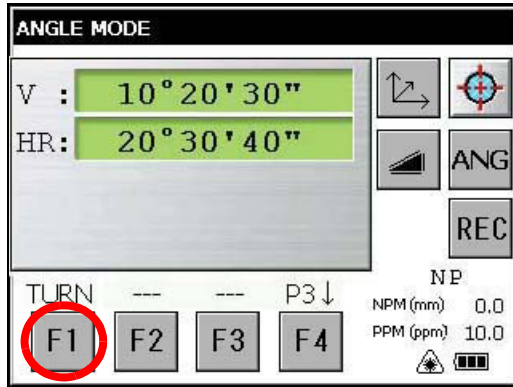 ANGLE MODE
V : 10°20'30"
HR: 20°30'40"
ANG
REC
TURN --- --- P3↓
F1 F2 F3 F4
NP
NPM (mm) 0.0
PPM (ppm) 10.0